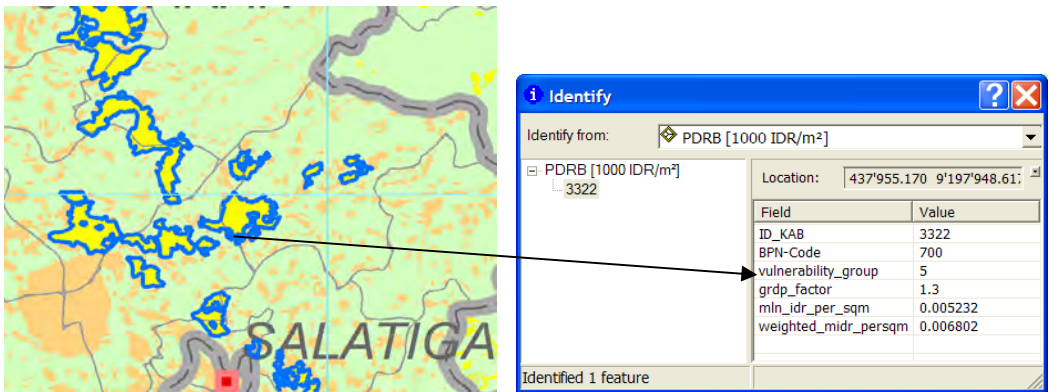 SALATIGA
Identify
Identify from: PDRB [1000 IDR/m²]
PDRB [1000 IDR/m²]
3322
Location: 437'955.170 9'197'948.61
Field Value
ID_KAB 3322
BPN-Code 700
vulnerability_group 5
grdp_factor 1.3
mln_idr_per_sqm 0.005232
weighted_midr_persqm 0.006802
Identified 1 feature